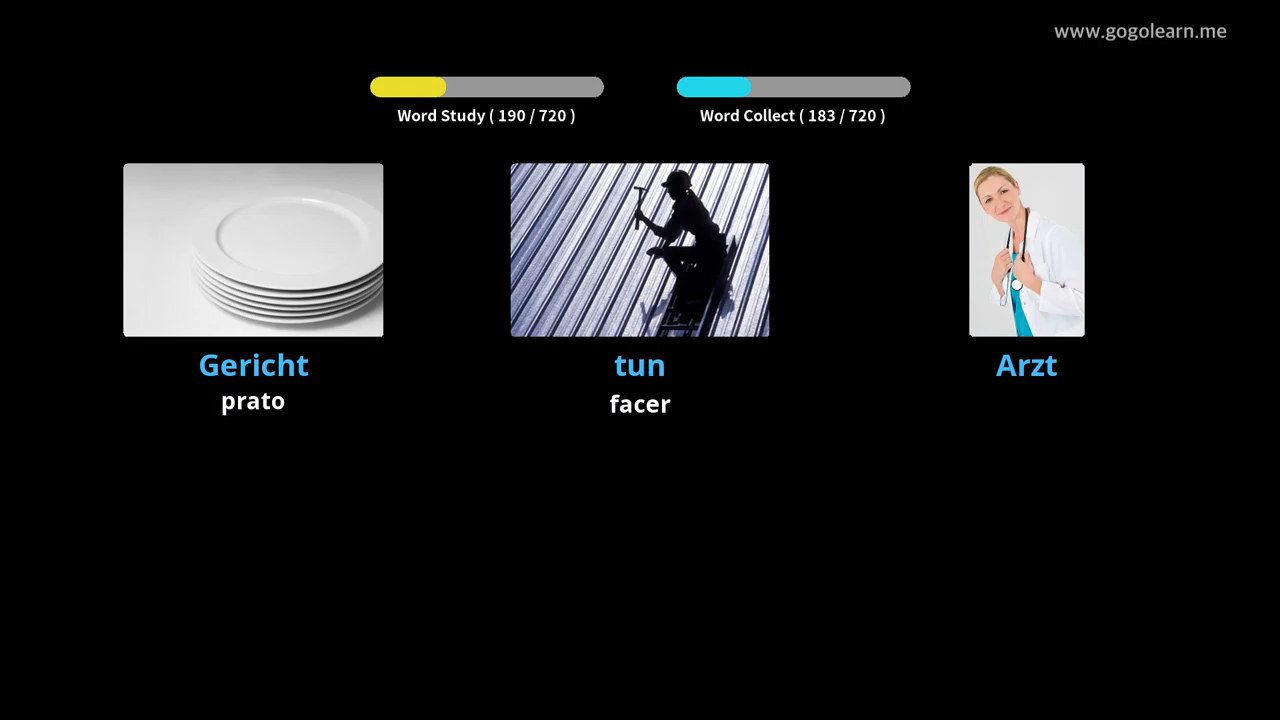 www.gogolearn.me
Word Study ( 190 / 720 )
Word Collect ( 183 / 720 )
Gericht
prato
tun
facer
Arzt